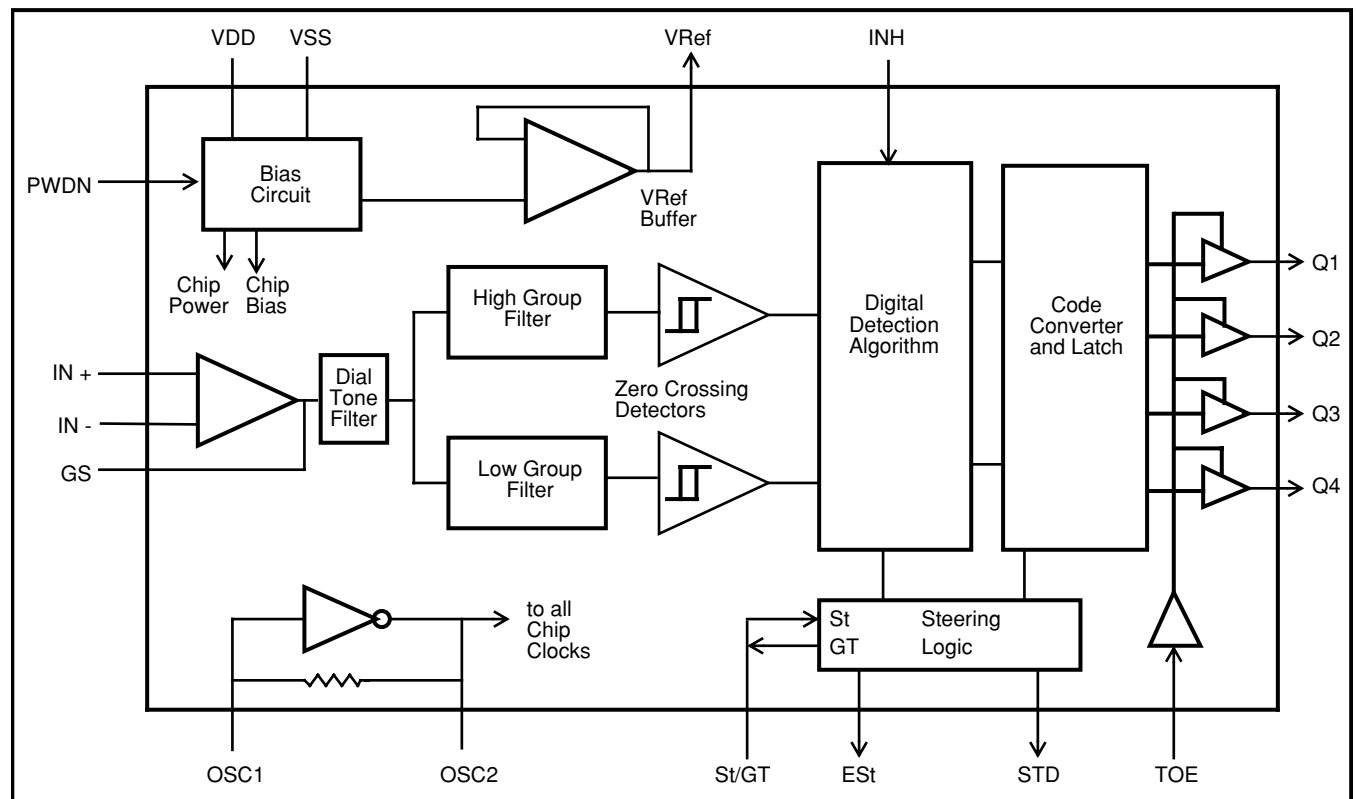 VDD
VSS
VRef
INH
PWDN
Bias
Circuit
VRef
Buffer
Chip
Power
Chip
Bias
High Group
Filter
Digital
Detection
Algorithm
Code
Converter
and Latch
Q1
Q2
Q3
Q4
IN +
IN -
GS
Dial
Tone
Filter
Zero Crossing
Detectors
Low Group
Filter
to all
Chip
Clocks
St
GT
Steering
Logic
OSC1
OSC2
St/GT
ESt
STD
TOE